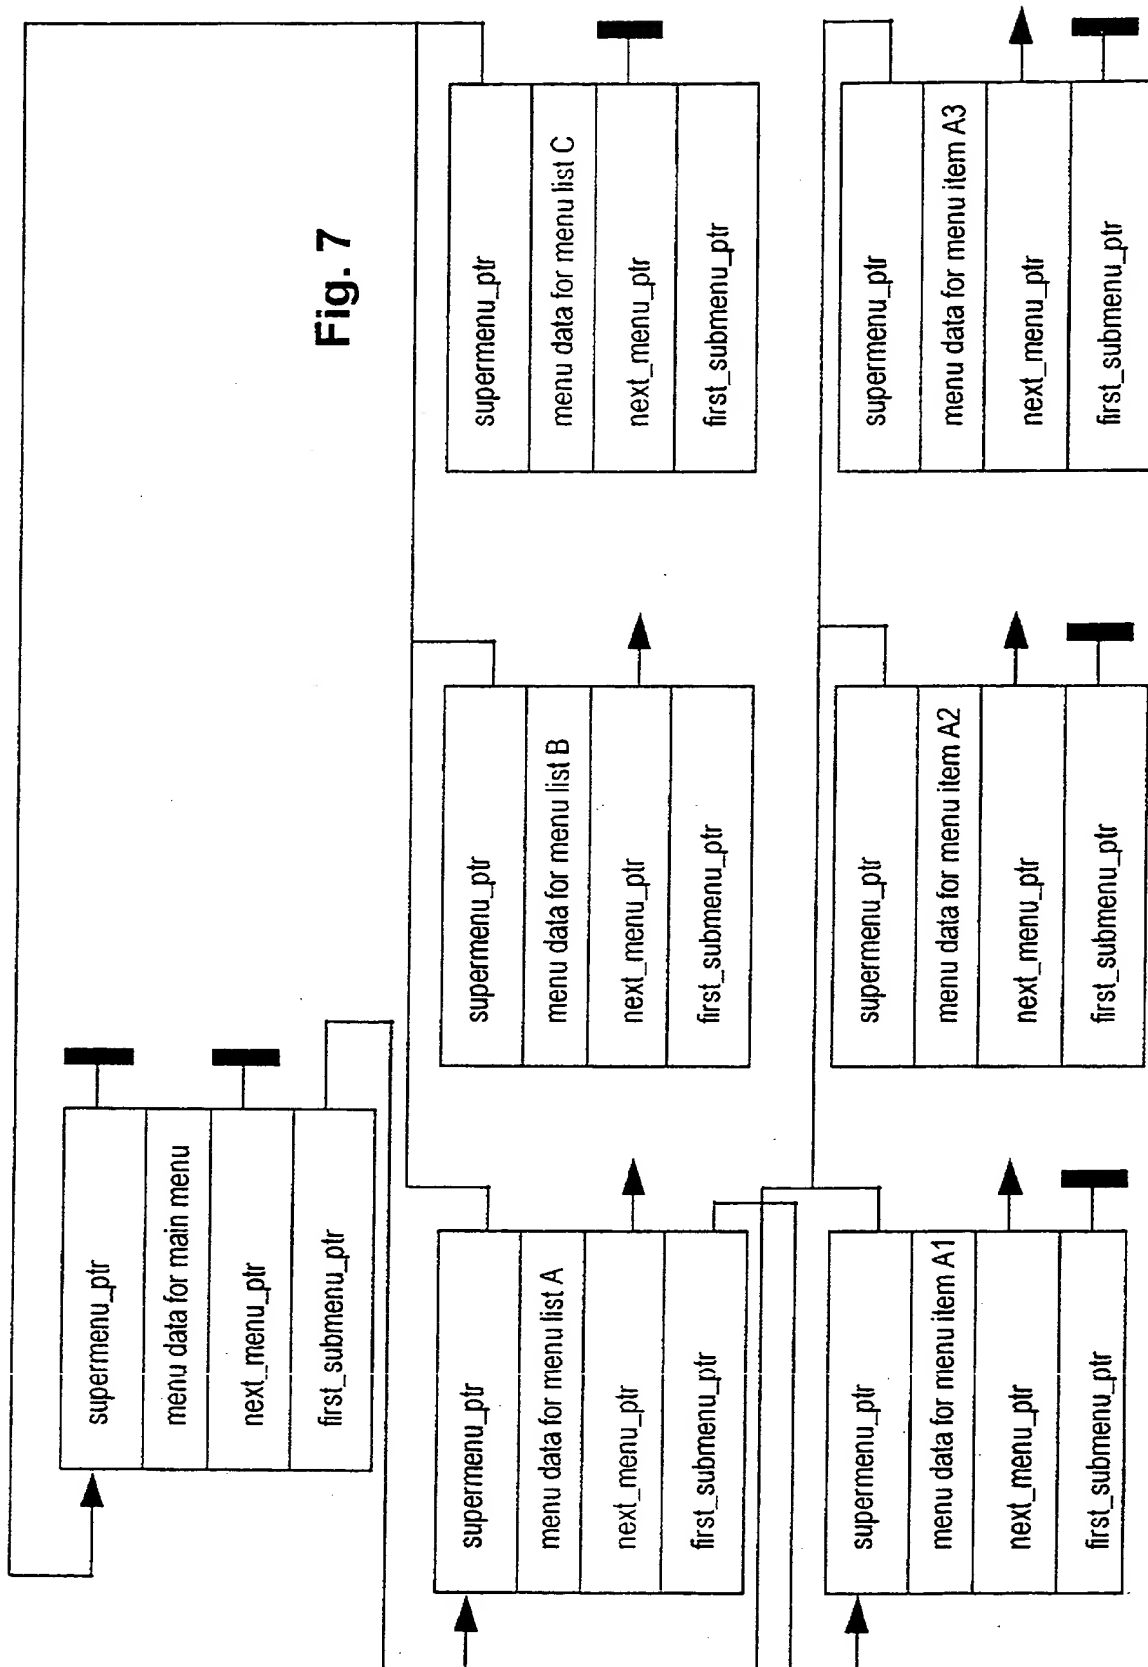 Fig. 7
supermenu_ptr
menu data for main menu
next_menu_ptr
first_submenu_ptr
supermenu_ptr
menu data for menu list A
next_menu_ptr
first_submenu_ptr
supermenu_ptr
menu data for menu list B
next_menu_ptr
first_submenu_ptr
supermenu_ptr
menu data for menu list C
next_menu_ptr
first_submenu_ptr
supermenu_ptr
menu data for menu item A1
next_menu_ptr
first_submenu_ptr
supermenu_ptr
menu data for menu item A2
next_menu_ptr
first_submenu_ptr
supermenu_ptr
menu data for menu item A3
next_menu_ptr
first_submenu_ptr